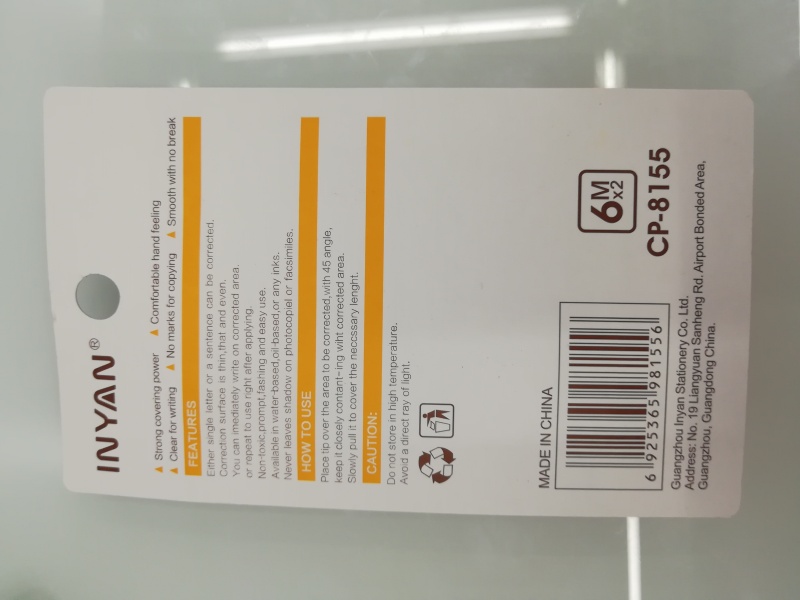 INYAN®
▲ Strong covering power ▲ Comfortable hand feeling
▲ Clear for writing ▲ No marks for copying ▲ Smooth with no break
FEATURES
Either single letter or a sentence can be corrected.
Correction surface is thin,that and even.
You can mediately write on corrected area.
or repeat to use right after applying.
Non-toxic,prompt,fashing and easy use.
Available in water-based,oil-based,or any inks.
Never leaves shadow on photocopiel or facsimiles.
HOW TO USE
Place tip over the area to be corrected,with 45 angle,
keep it closely contant-ing wiht corrected area.
Slowly pull it to cover the neccssary lenght.
CAUTION:
Do not store in high temperature.
Avoid a direct ray of light.
6M x2
CP-8155
MADE IN CHINA
6 925365 981556
Guangzhou Inyan Stationery Co. Ltd.
Address: No. 19 Liangyuan Sanheng Rd. Airport Bonded Area,
Guangzhou, Guangdong China.